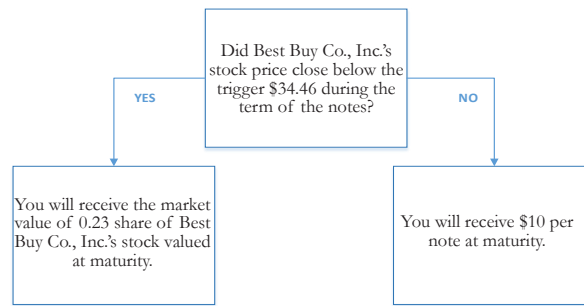 Did Best Buy Co., Inc.'s
stock price close below the
trigger $34.46 during the
term of the notes?
YES
NO
You will receive the market
value of 0.23 share of Best
Buy Co., Inc.'s stock valued
at maturity.
You will receive $10 per
note at maturity.